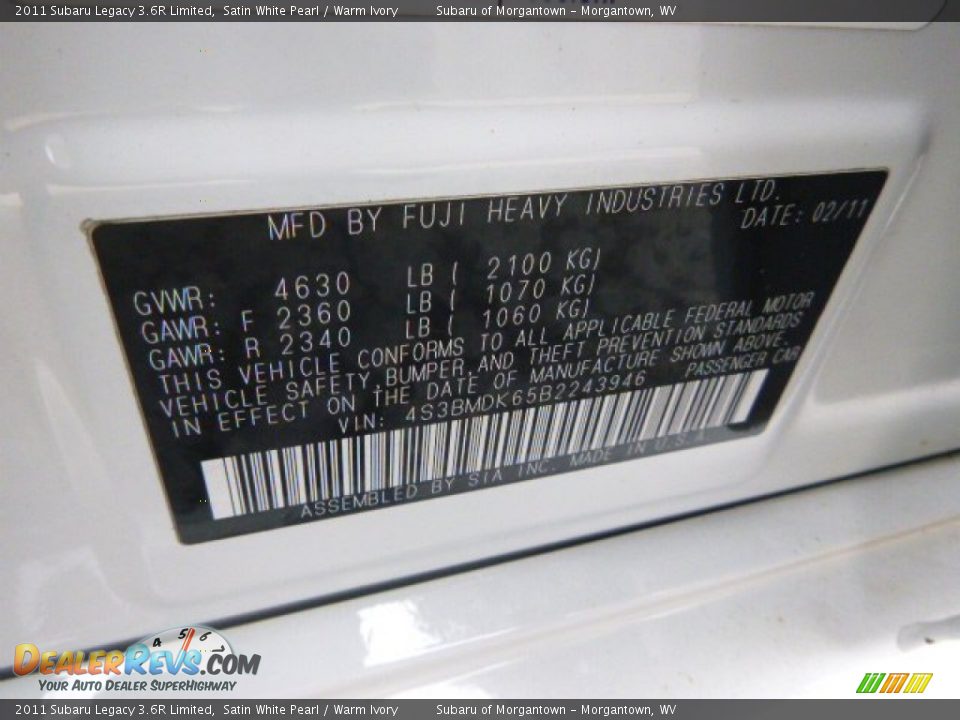 2011 Subaru Legacy 3.6R Limited, Satin White Pearl / Warm Ivory Subaru of Morgantown - Morgantown, WV
MFD BY FUJI HEAVY INDUSTRIES LTD.
DATE: 02/11
GVWR: 4630 LB ( 2100 KG)
GAWR: F 2360 LB ( 1070 KG)
GAWR: R 2340 LB ( 1060 KG)
THIS VEHICLE CONFORMS TO ALL APPLICABLE FEDERAL MOTOR
VEHICLE SAFETY, BUMPER, AND THEFT PREVENTION STANDARDS
IN EFFECT ON THE DATE OF MANUFACTURE SHOWN ABOVE.
VIN: 4S3BMDK65B2243946 PASSENGER CAR
ASSEMBLED BY SIA INC. MADE IN U.S.A.
4 5 6
DEALERREVS.COM
YOUR AUTO DEALER SUPERHIGHWAY
2011 Subaru Legacy 3.6R Limited, Satin White Pearl / Warm Ivory Subaru of Morgantown - Morgantown, WV